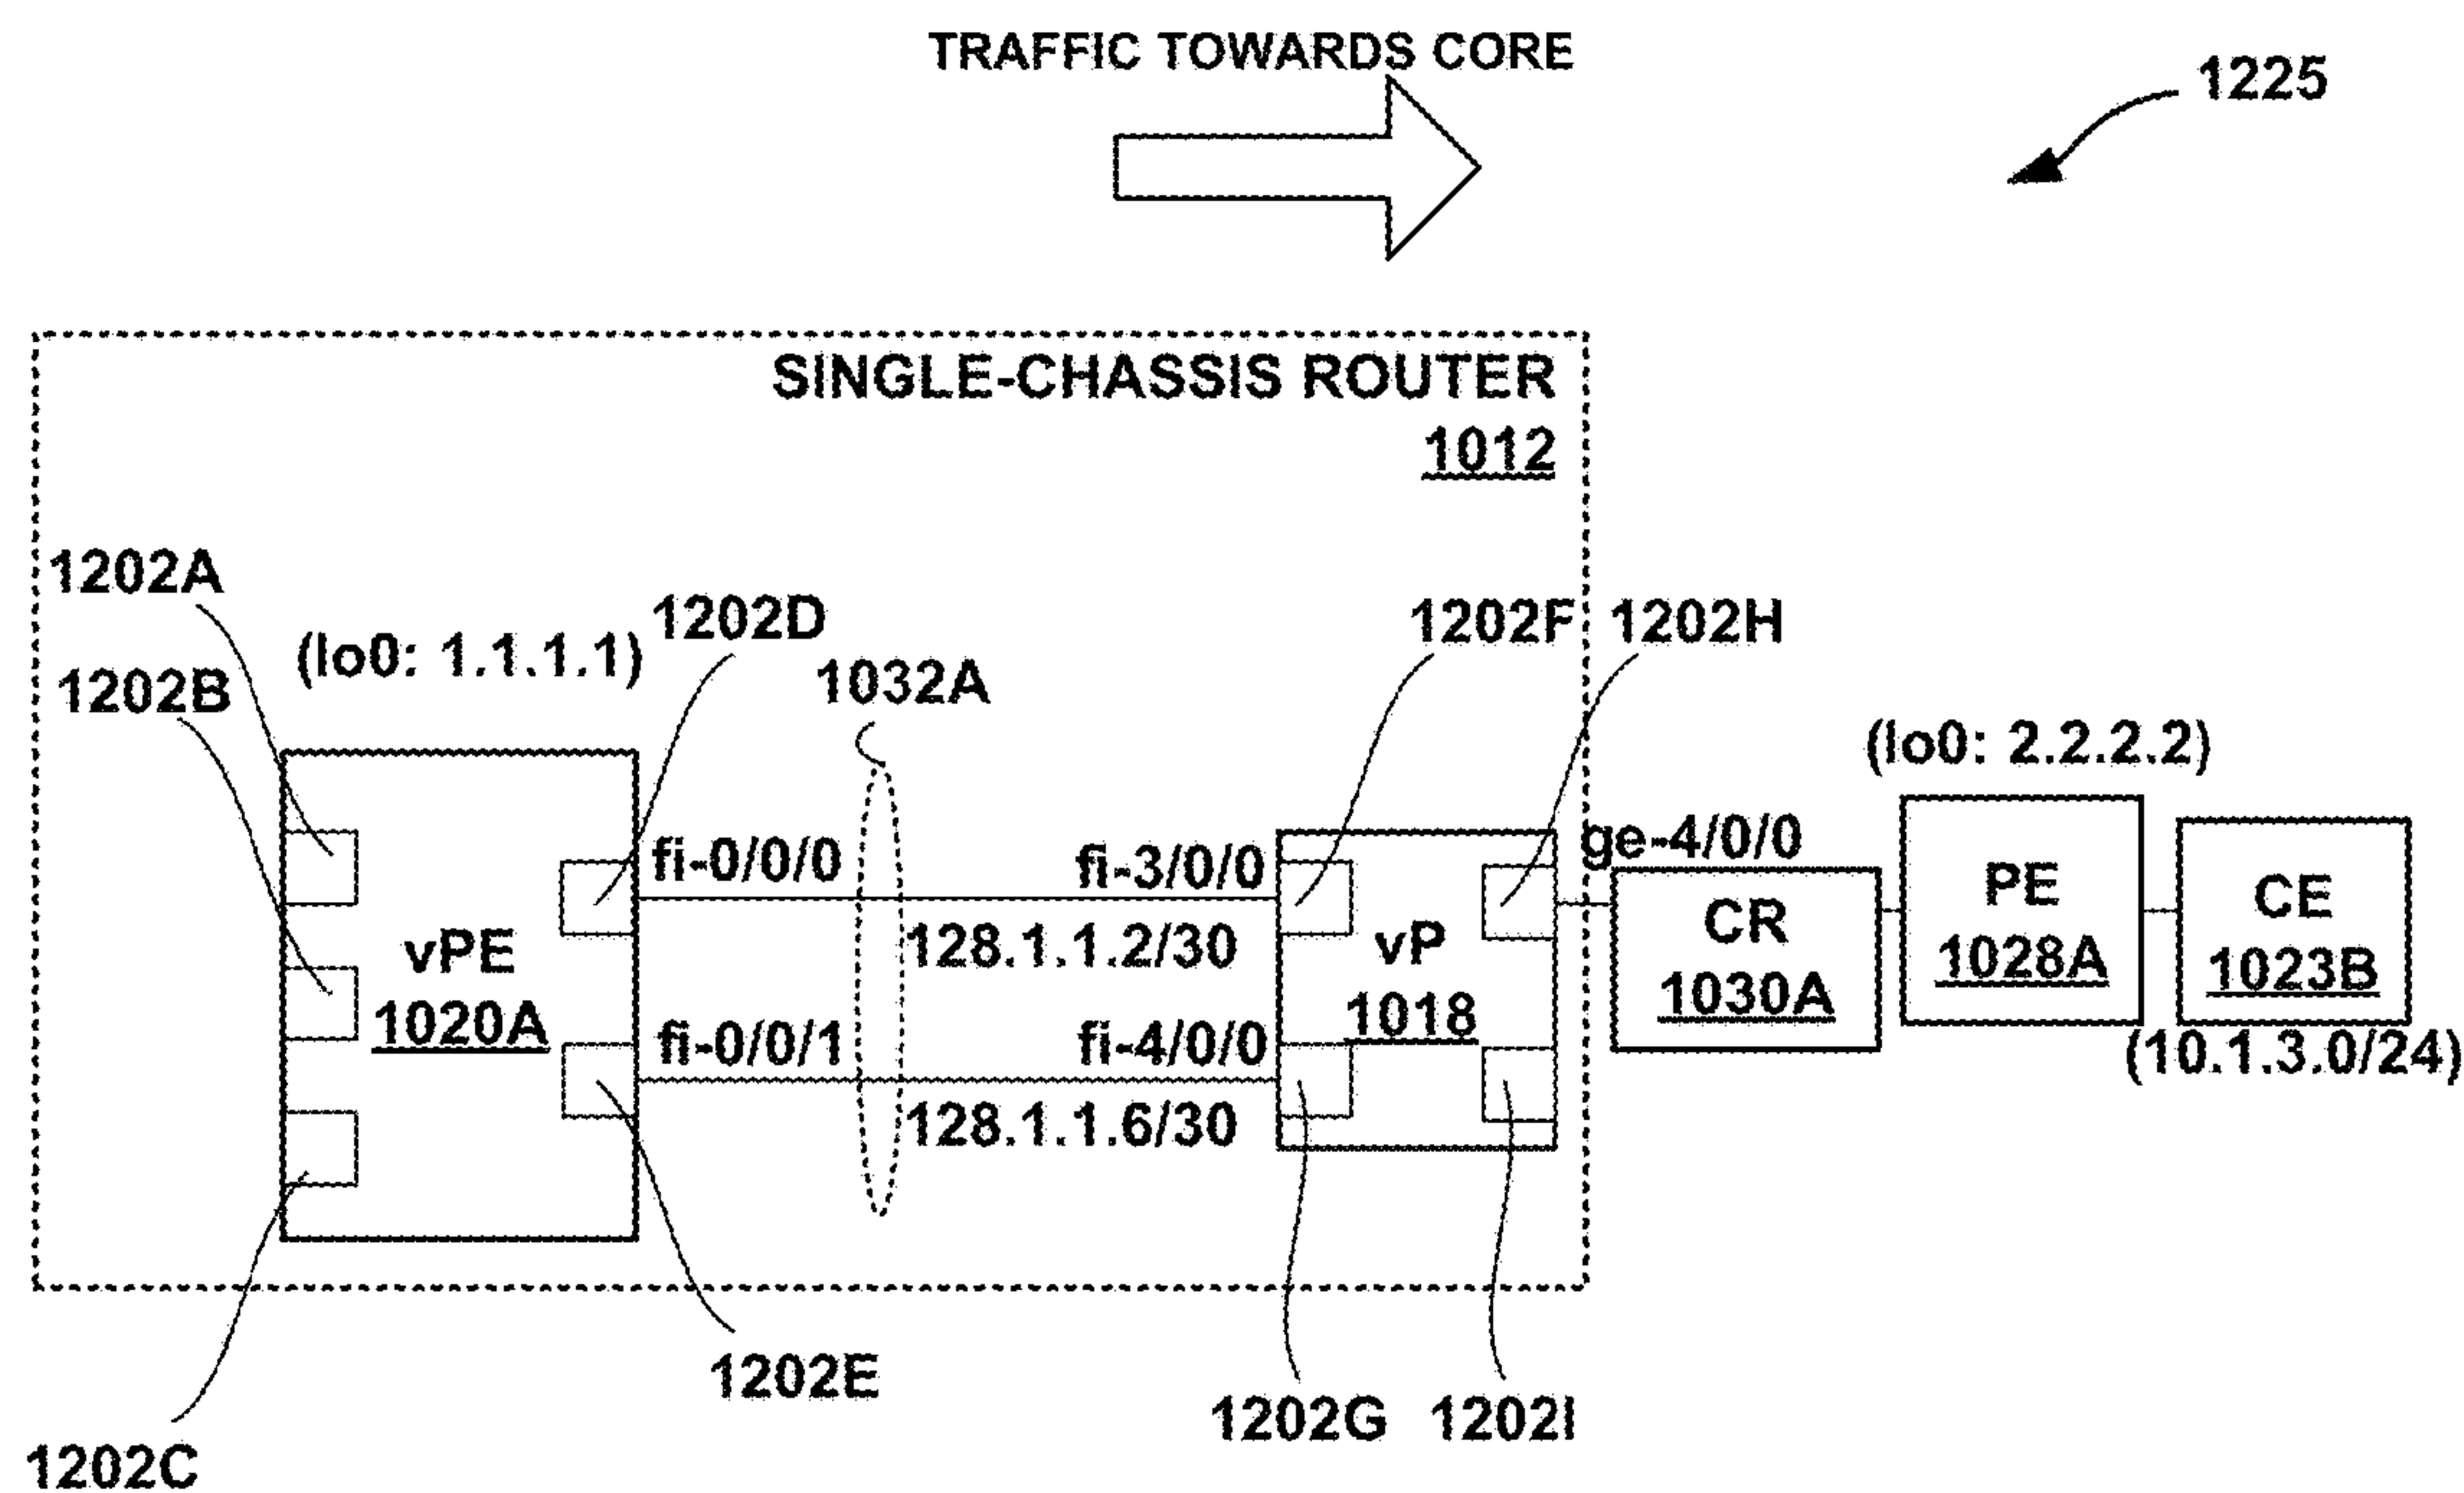 TRAFFIC TOWARDS CORE
1225
SINGLE-CHASSIS ROUTER
1012
1202A
1202B
(lo0: 1.1.1.1)
1202D
1032A
1202F
1202H
(lo0: 2.2.2.2)
fi-0/0/0
fi-3/0/0
ge-4/0/0
128.1.1.2/30
vPE
1020A
vP
1018
CR
1030A
PE
1028A
CE
1023B
(10.1.3.0/24)
fi-0/0/1
fi-4/0/0
128.1.1.6/30
1202E
1202G
1202I
1202C